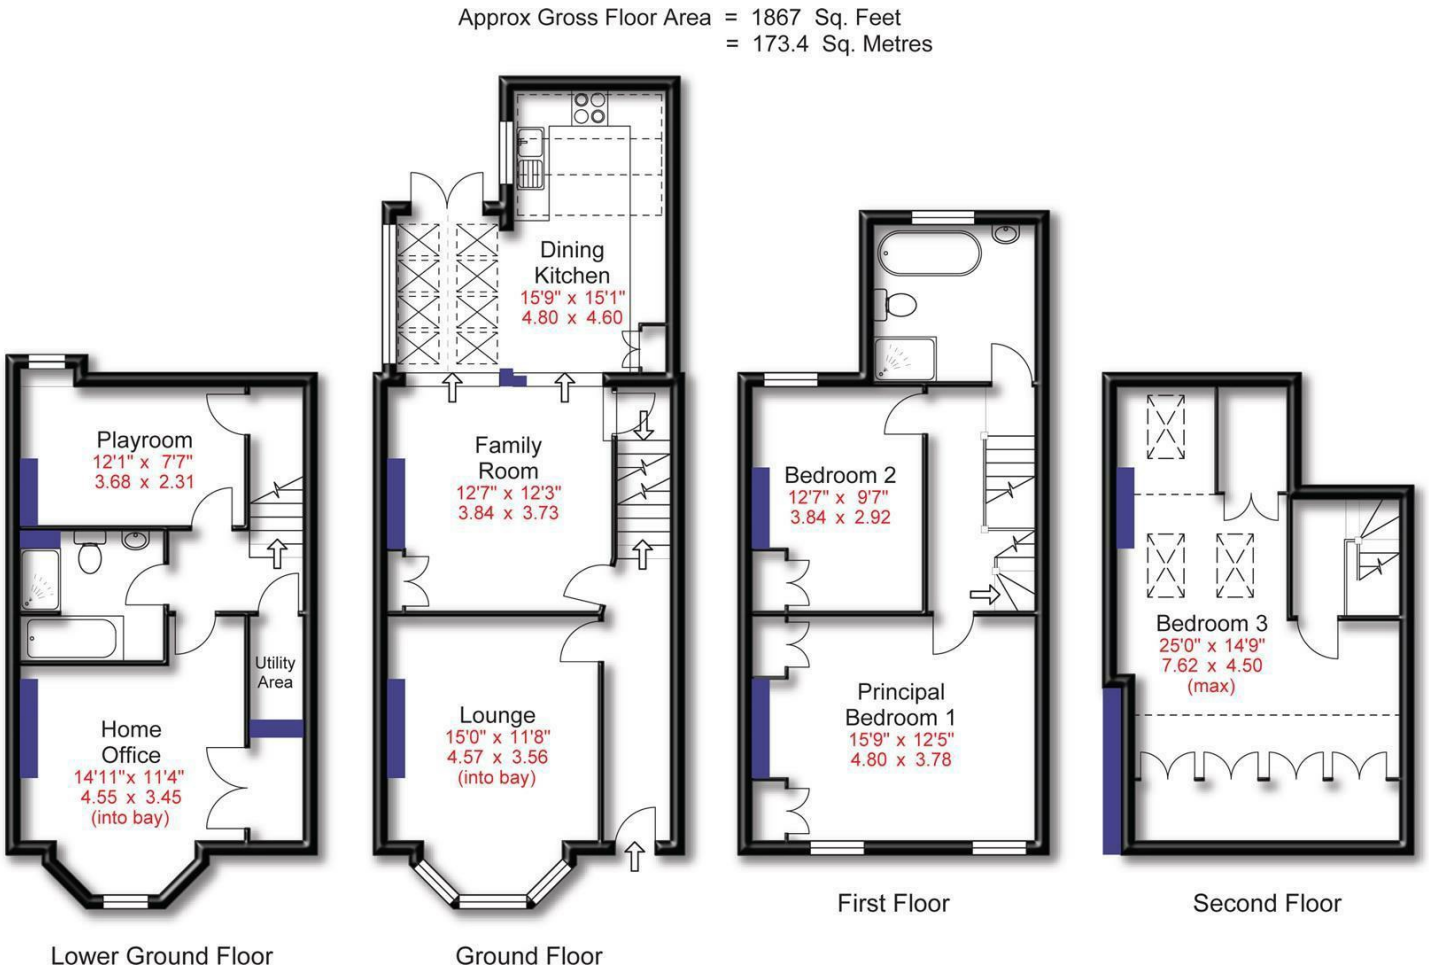 Approx Gross Floor Area = 1867 Sq. Feet
= 173.4 Sq. Metres
Playroom
12'1" x 7'7"
3.68 x 2.31
Utility
Area
Home
Office
14'11"x 11'4"
4.55 x 3.45
(into bay)
Lower Ground Floor
Dining
Kitchen
15'9" x 15'1"
4.80 x 4.60
Family
Room
12'7" x 12'3"
3.84 x 3.73
Lounge
15'0" x 11'8"
4.57 x 3.56
(into bay)
Ground Floor
Bedroom 2
12'7" x 9'7"
3.84 x 2.92
Principal
Bedroom 1
15'9" x 12'5"
4.80 x 3.78
First Floor
Bedroom 3
25'0" x 14'9"
7.62 x 4.50
(max)
Second Floor